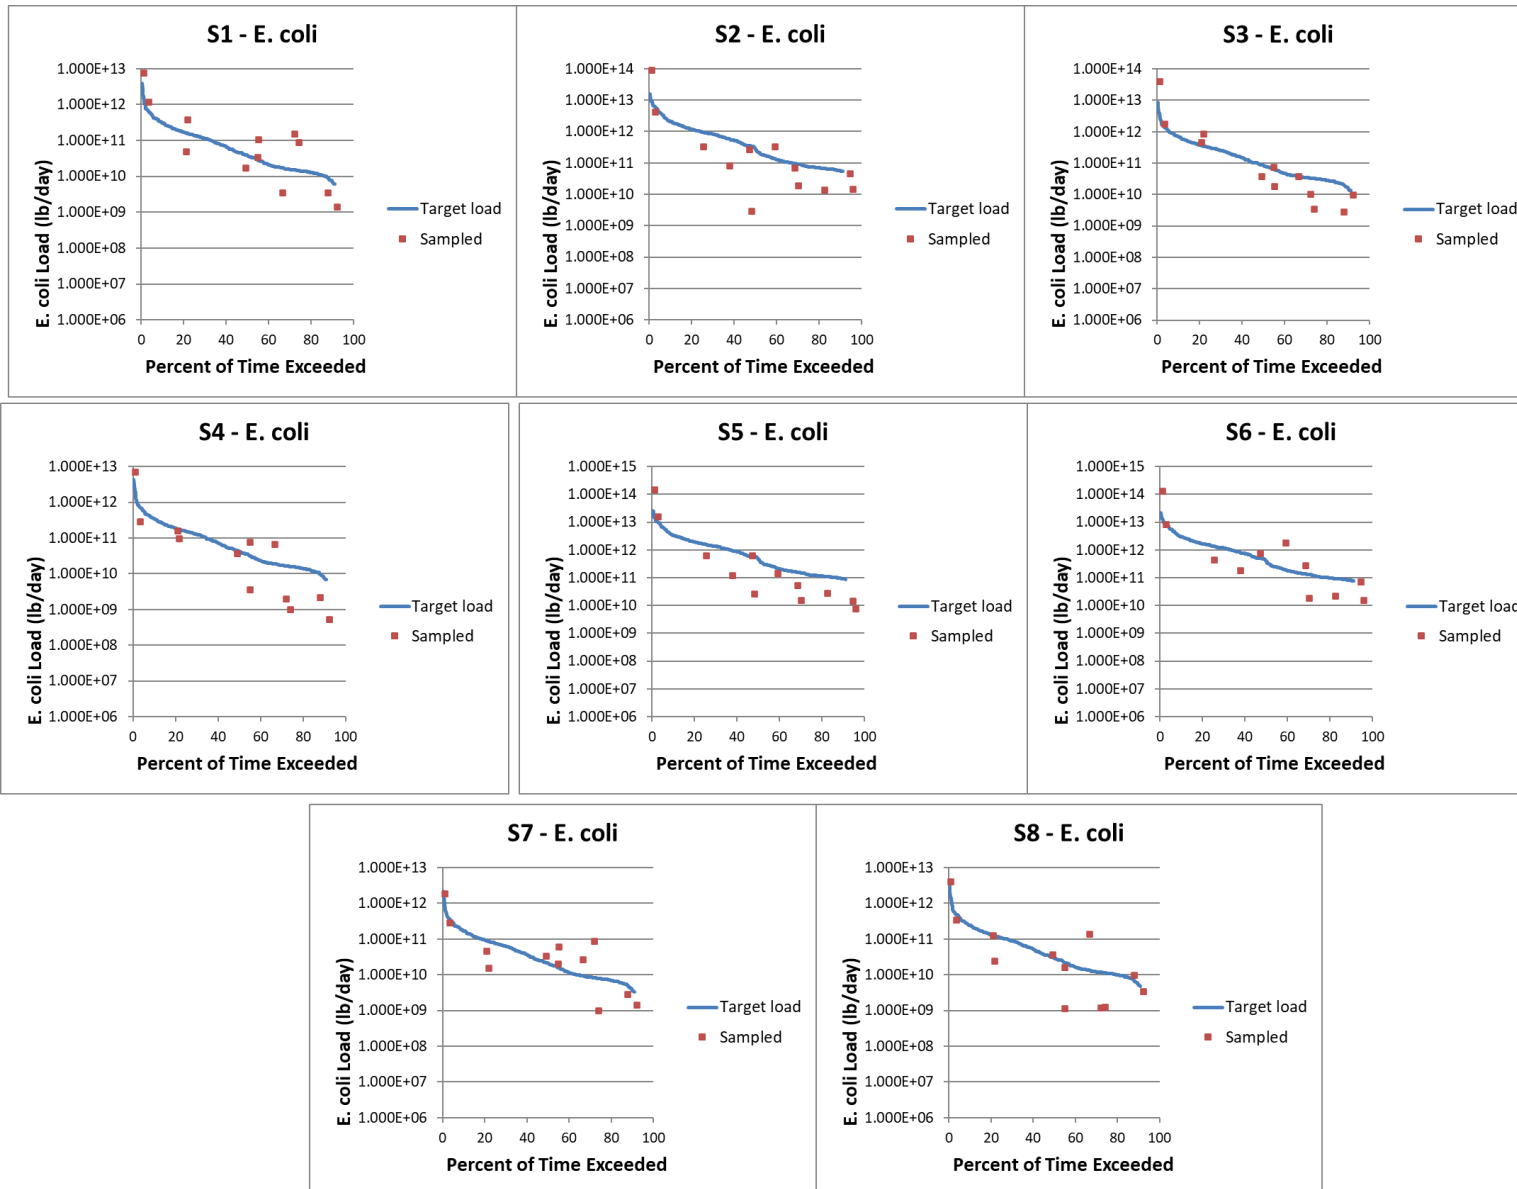 S1 - E. coli
1.000E+13
1.000E+12
1.000E+11
1.000E+10
1.000E+09
1.000E+08
1.000E+07
1.000E+06
0 20 40 60 80 100
E. coli Load (lb/day)
Percent of Time Exceeded
Target load
Sampled
S2 - E. coli
1.000E+14
1.000E+13
1.000E+12
1.000E+11
1.000E+10
1.000E+09
1.000E+08
1.000E+07
1.000E+06
0 20 40 60 80 100
E. coli Load (lb/day)
Percent of Time Exceeded
Target load
Sampled
S3 - E. coli
1.000E+14
1.000E+13
1.000E+12
1.000E+11
1.000E+10
1.000E+09
1.000E+08
1.000E+07
1.000E+06
0 20 40 60 80 100
E. coli Load (lb/day)
Percent of Time Exceeded
Target load
Sampled
S4 - E. coli
1.000E+13
1.000E+12
1.000E+11
1.000E+10
1.000E+09
1.000E+08
1.000E+07
1.000E+06
0 20 40 60 80 100
E. coli Load (lb/day)
Percent of Time Exceeded
Target load
Sampled
S5 - E. coli
1.000E+15
1.000E+14
1.000E+13
1.000E+12
1.000E+11
1.000E+10
1.000E+09
1.000E+08
1.000E+07
1.000E+06
0 20 40 60 80 100
E. coli Load (lb/day)
Percent of Time Exceeded
Target load
Sampled
S6 - E. coli
1.000E+15
1.000E+14
1.000E+13
1.000E+12
1.000E+11
1.000E+10
1.000E+09
1.000E+08
1.000E+07
1.000E+06
0 20 40 60 80 100
E. coli Load (lb/day)
Percent of Time Exceeded
Target load
Sampled
S7 - E. coli
1.000E+13
1.000E+12
1.000E+11
1.000E+10
1.000E+09
1.000E+08
1.000E+07
1.000E+06
0 20 40 60 80 100
E. coli Load (lb/day)
Percent of Time Exceeded
Target load
Sampled
S8 - E. coli
1.000E+13
1.000E+12
1.000E+11
1.000E+10
1.000E+09
1.000E+08
1.000E+07
1.000E+06
0 20 40 60 80 100
E. coli Load (lb/day)
Percent of Time Exceeded
Target load
Sampled